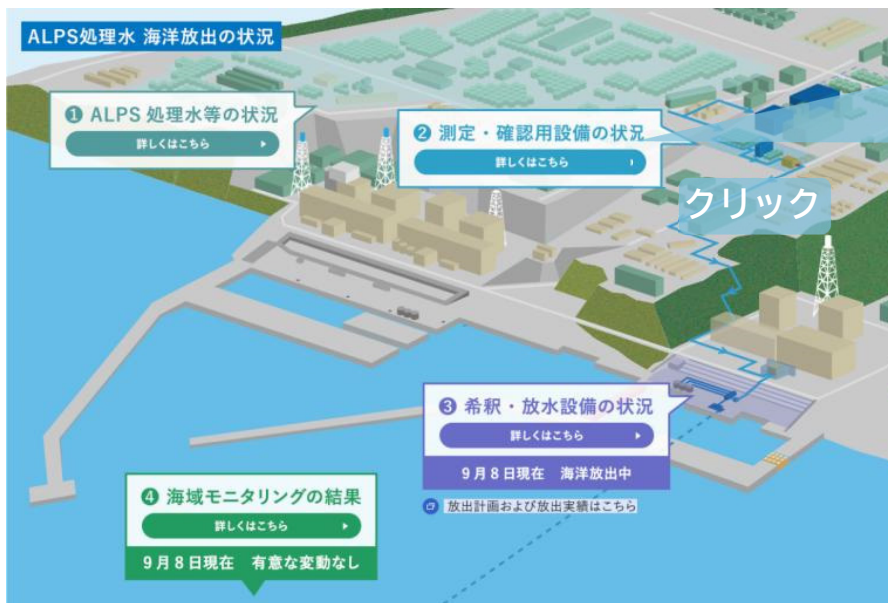 ALPS処理水 海洋放出の状況
❶ ALPS 処理水等の状況
詳しくはこちら
❷ 測定・確認用設備の状況
詳しくはこちら
クリック
❸ 希釈・放水設備の状況
詳しくはこちら
9月8日現在 海洋放出中
放出計画および放出実績はこちら
❹ 海域モニタリングの結果
詳しくはこちら
9月8日現在 有意な変動なし